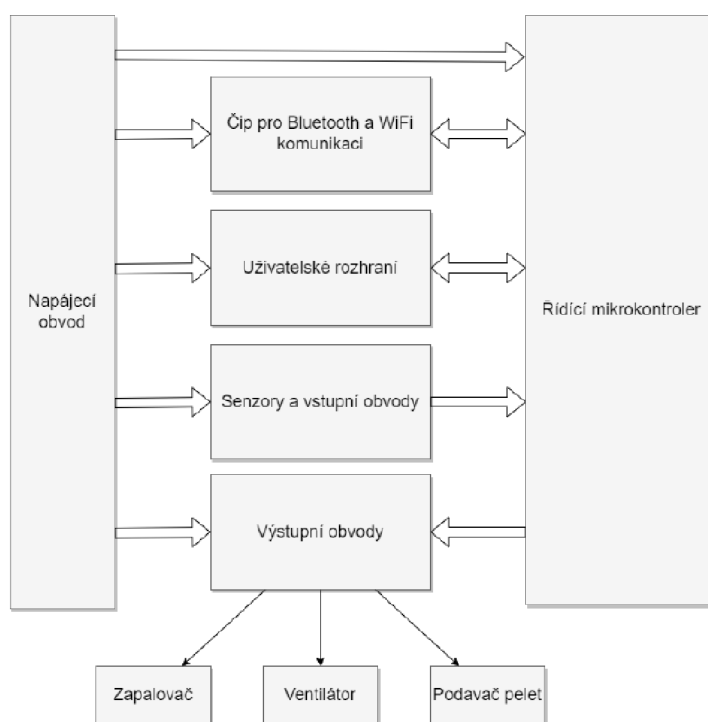 Čip pro Bluetooth a WiFi
komunikaci
Uživatelské rozhraní
Napájecí
obvod
Řídící mikrokontroler
Senzory a vstupní obvody
Výstupní obvody
Zapalovač
Ventilátor
Podavač pelet